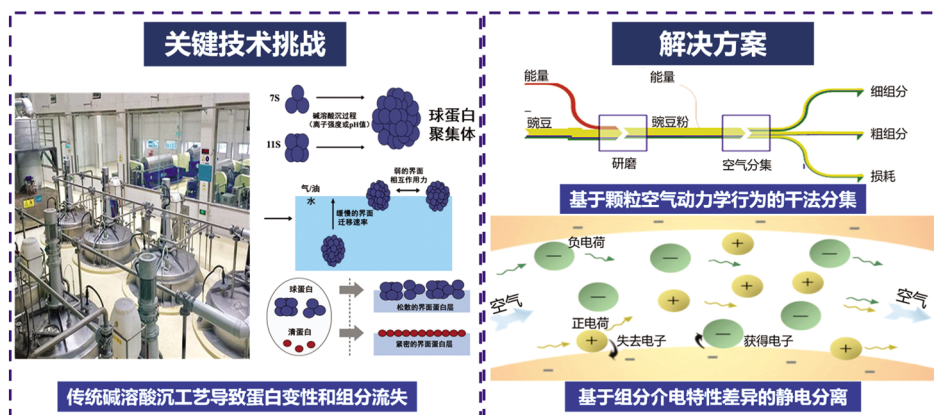 关键技术挑战
7S
11S
碱溶酸沉过程
（离子强度或pH值）
球蛋白
聚集体
弱的界面
相互作用力
气/油
水
缓慢的界面
迁移速率
球蛋白
清蛋白
松散的界面蛋白层
紧密的界面蛋白层
传统碱溶酸沉工艺导致蛋白变性和组分流失
解决方案
能量
能量
豌豆
豌豆粉
研磨
空气分集
细组分
粗组分
损耗
基于颗粒空气动力学行为的干法分集
负电荷
空气
空气
正电荷
失去电子
获得电子
基于组分介电特性差异的静电分离